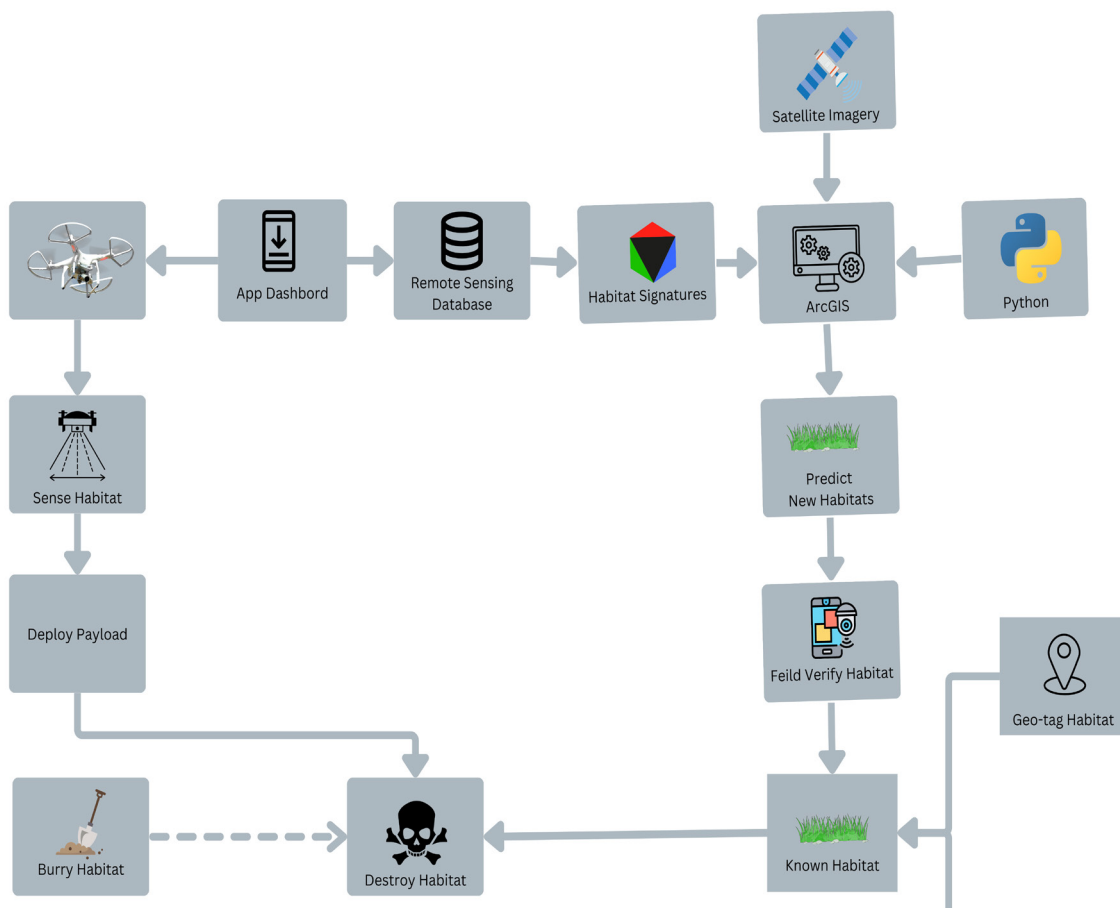 Satellite Imagery
App Dashbord
Remote Sensing
Database
Habitat Signatures
ArcGIS
Python
Sense Habitat
Predict
New Habitats
Deploy Payload
Feild Verify Habitat
Geo-tag Habitat
Burry Habitat
Destroy Habitat
Known Habitat